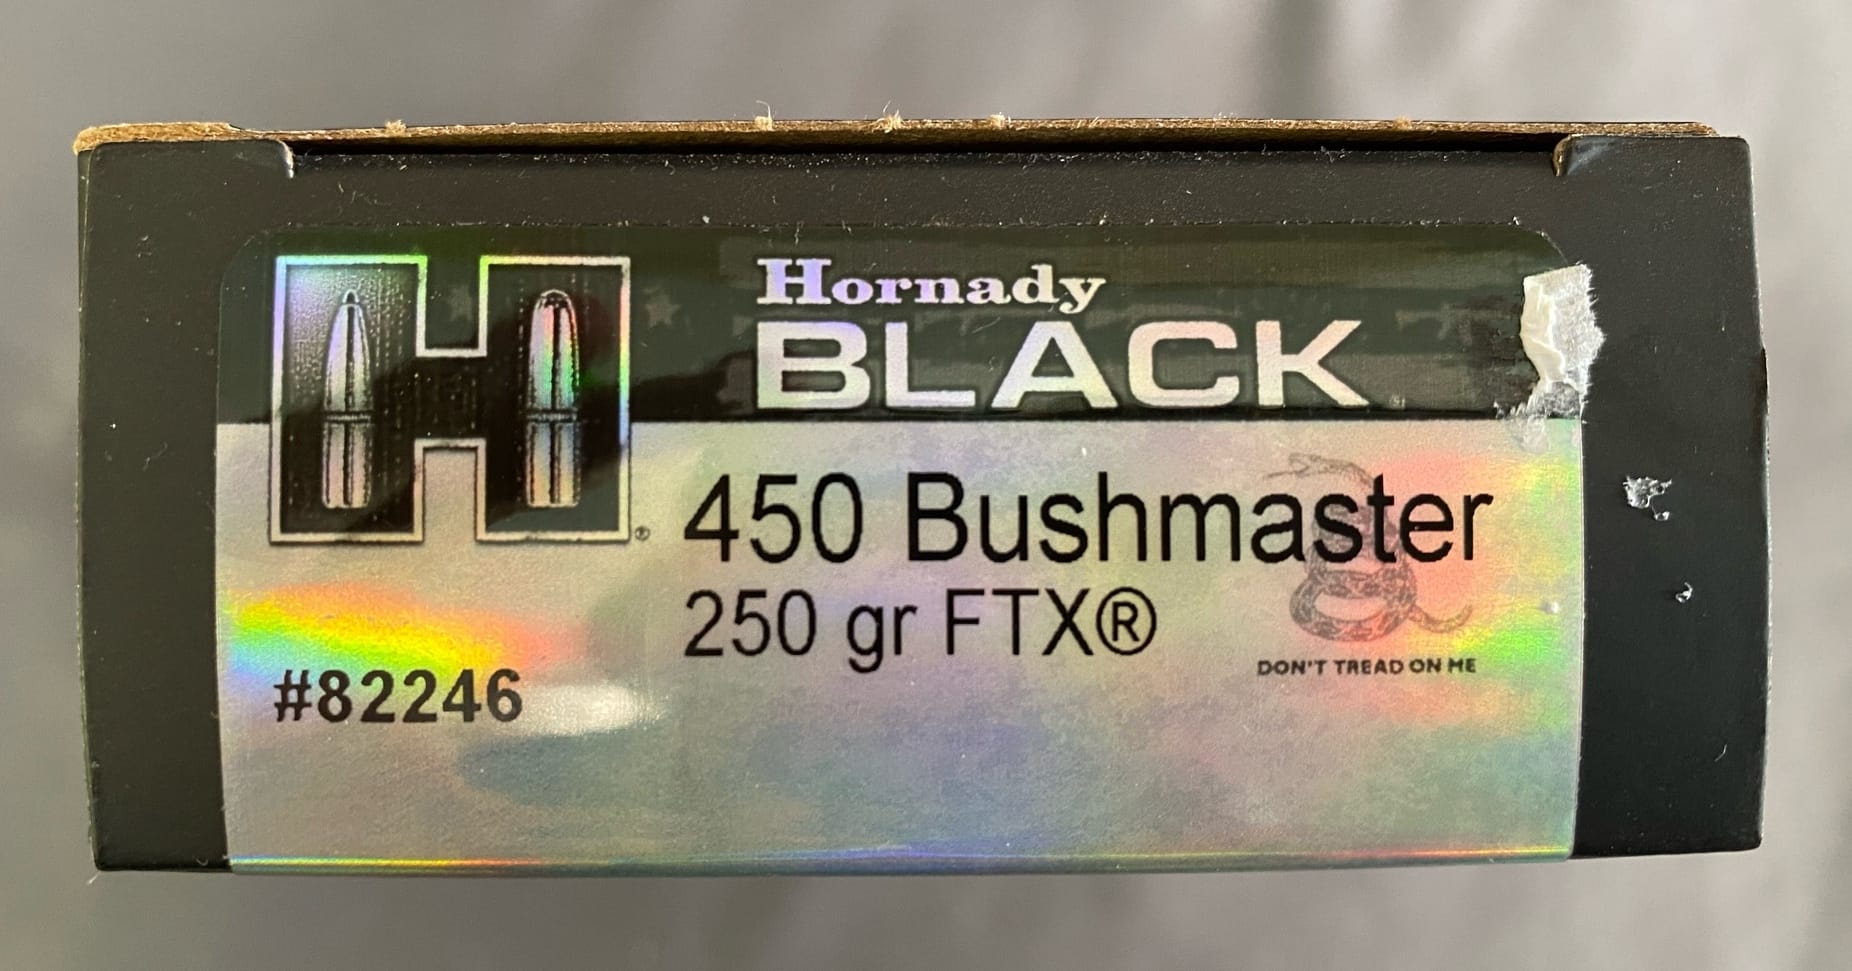 Hornady
BLACK
450 Bushmaster
250 gr FTX®
#82246
DON'T TREAD ON ME